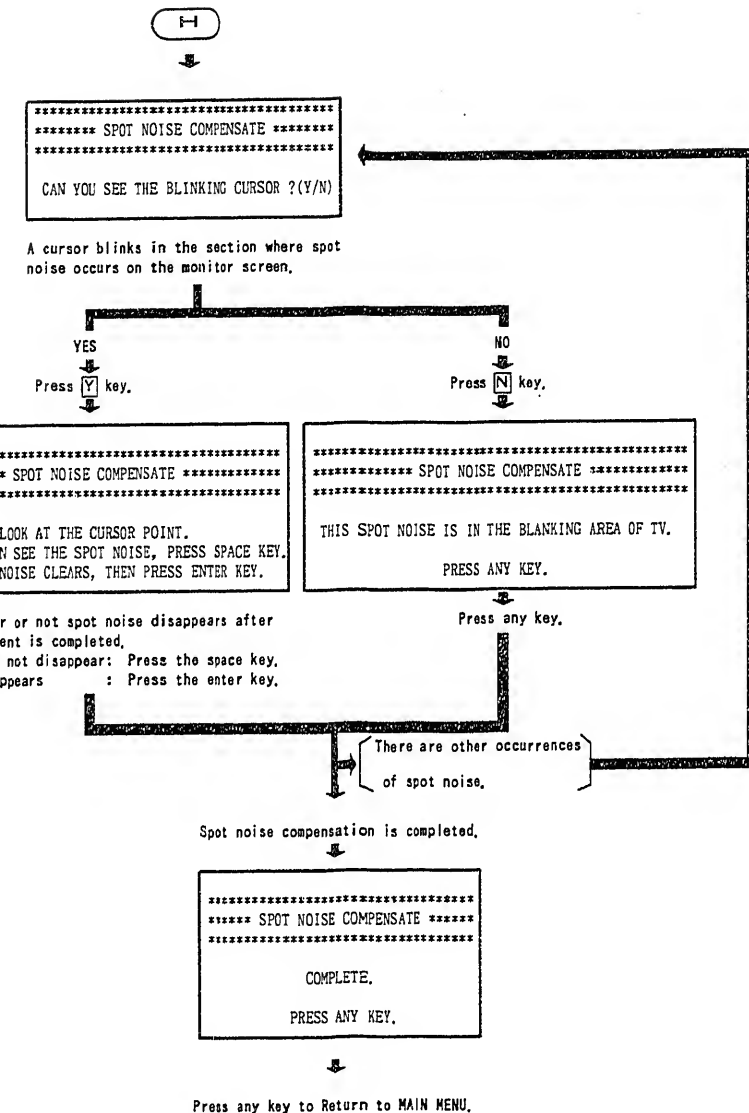 H
***************************************
******** SPOT NOISE COMPENSATE ********
***************************************
CAN YOU SEE THE BLINKING CURSOR ?(Y/N)
A cursor blinks in the section where spot
noise occurs on the monitor screen.
YES
Press Y key.
NO
Press N key.
* SPOT NOISE COMPENSATE *************
LOOK AT THE CURSOR POINT.
N SEE THE SPOT NOISE, PRESS SPACE KEY.
NOISE CLEARS, THEN PRESS ENTER KEY.
************************************************
************* SPOT NOISE COMPENSATE *************
************************************************
THIS SPOT NOISE IS IN THE BLANKING AREA OF TV.
PRESS ANY KEY.
r or not spot noise disappears after
ent is completed.
not disappear: Press the space key.
ppears : Press the enter key.
Press any key.
There are other occurrences
of spot noise.
Spot noise compensation is completed.
***********************************
****** SPOT NOISE COMPENSATE ******
***********************************
COMPLETE.
PRESS ANY KEY.
Press any key to Return to MAIN MENU.